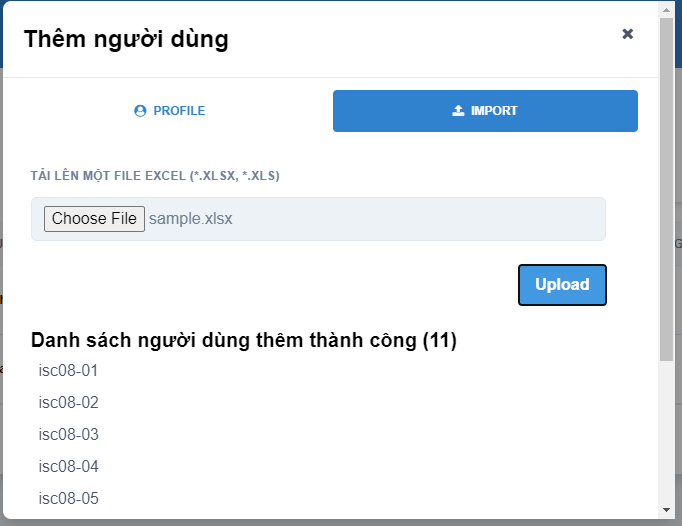 Thêm người dùng
PROFILE
IMPORT
TẢI LÊN MỘT FILE EXCEL (*.XLSX, *.XLS)
Choose File sample.xlsx
Upload
Danh sách người dùng thêm thành công (11)
isc08-01
isc08-02
isc08-03
isc08-04
isc08-05